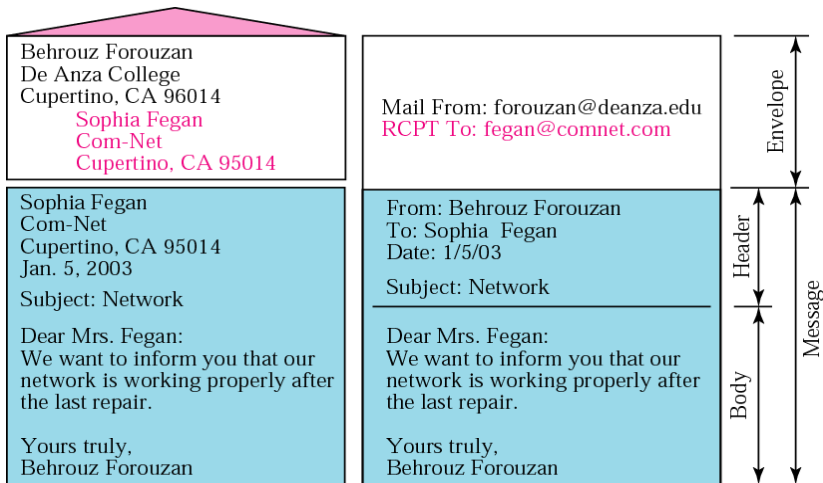 Behrouz Forouzan
De Anza College
Cupertino, CA 96014
Sophia Fegan
Com-Net
Cupertino, CA 95014
Sophia Fegan
Com-Net
Cupertino, CA 95014
Jan. 5, 2003
Subject: Network
Dear Mrs. Fegan:
We want to inform you that our
network is working properly after
the last repair.
Yours truly,
Behrouz Forouzan
Mail From: forouzan@deanza.edu
RCPT To: fegan@comnet.com
From: Behrouz Forouzan
To: Sophia Fegan
Date: 1/5/03
Subject: Network
Dear Mrs. Fegan:
We want to inform you that our
network is working properly after
the last repair.
Yours truly,
Behrouz Forouzan
Envelope
Header
Body
Message